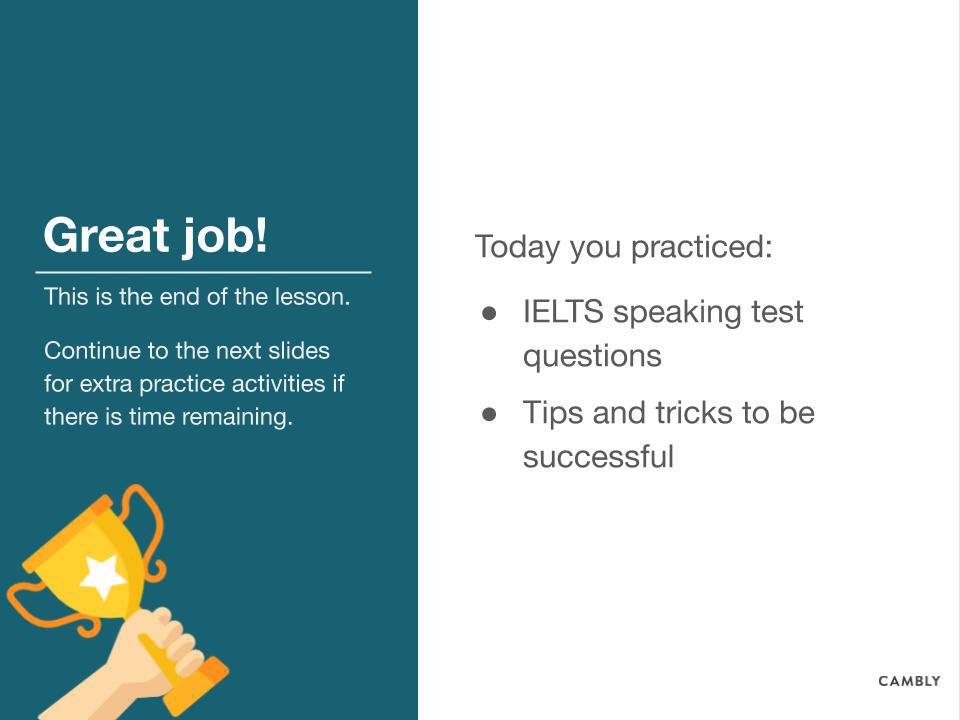 Great job!
This is the end of the lesson.
Continue to the next slides
for extra practice activities if
there is time remaining.
Today you practiced:
● IELTS speaking test
questions
● Tips and tricks to be
successful
CAMBLY